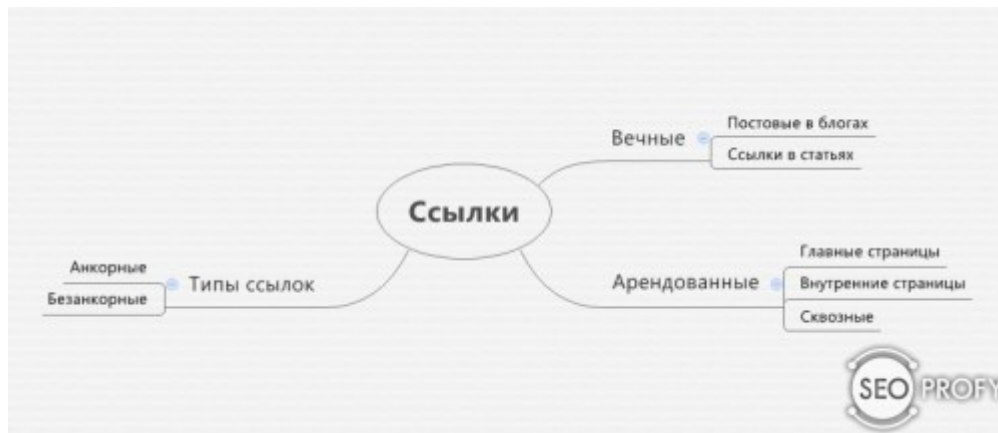 Ссылки
Вечные
Постовые в блогах
Ссылки в статьях
Арендованные
Главные страницы
Внутренние страницы
Сквозные
Типы ссылок
Анкорные
Безанкорные
SEO PROFY